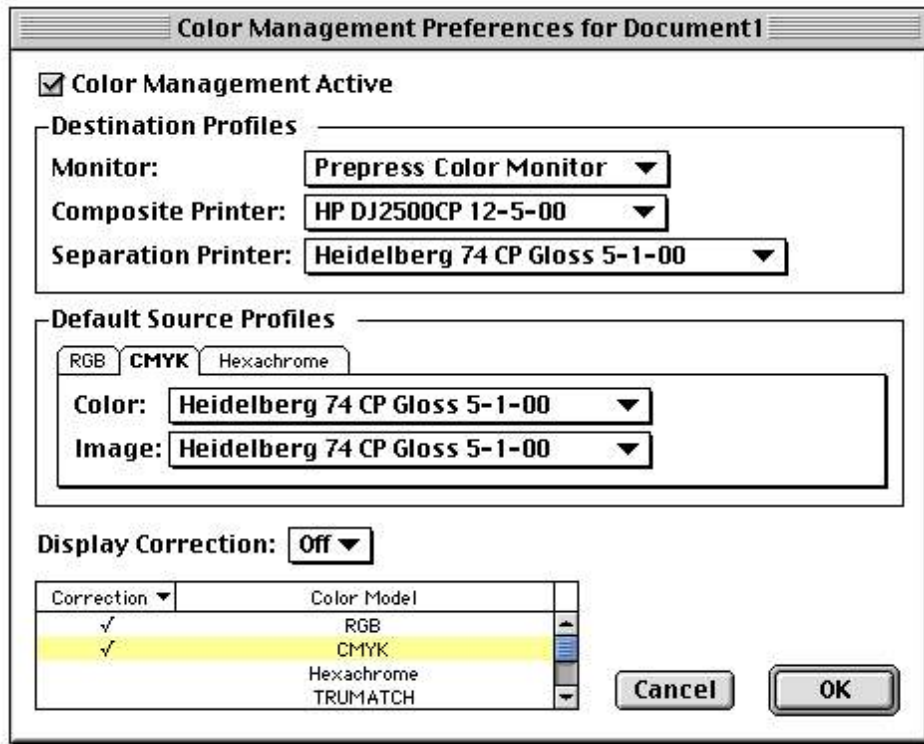 Color Management Preferences for Document1
Color Management Active
Destination Profiles
Monitor: Prepress Color Monitor
Composite Printer: HP DJ2500CP 12-5-00
Separation Printer: Heidelberg 74 CP Gloss 5-1-00
Default Source Profiles
RGB CMYK Hexachrome
Color: Heidelberg 74 CP Gloss 5-1-00
Image: Heidelberg 74 CP Gloss 5-1-00
Display Correction: Off
Correction Color Model
√ RGB
√ CMYK
Hexachrome
TRUMATCH
Cancel OK